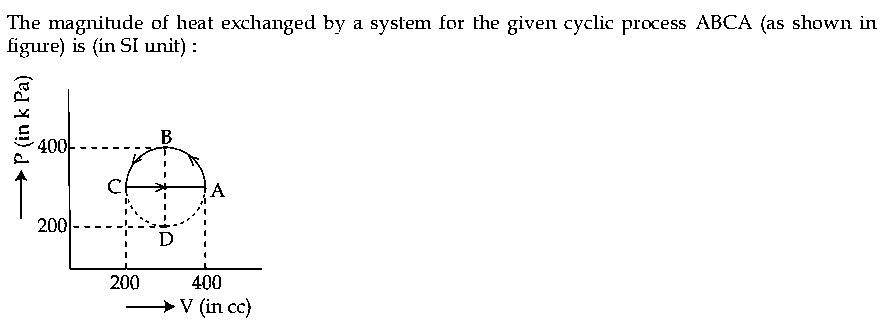 The magnitude of heat exchanged by a system for the given cyclic process ABCA (as shown in
figure) is (in SI unit) :
P (in k Pa)
B
400
C
A
200
D
200
400
V (in cc)